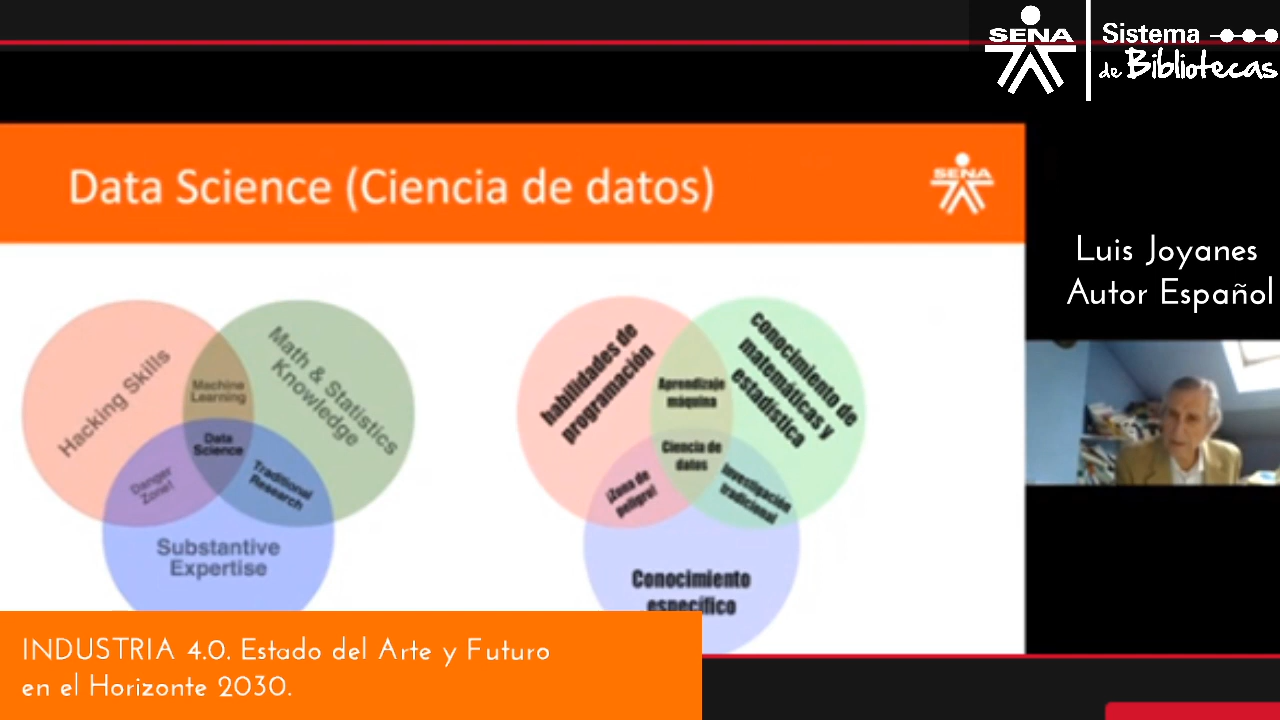 SENA
Sistema
de Bibliotecas
Data Science (Ciencia de datos)
SENA
Luis Joyanes
Autor Español
Hacking Skills
Math & Statistics
Knowledge
Machine
Learning
Data
Science
Danger
Zone!
Traditional
Research
Substantive
Expertise
habilidades de
programación
conocimiento de
matemáticas y
estadística
Aprendizaje
máquina
Ciencia de
datos
¡Zona de
peligro!
Investigación
tradicional
Conocimiento
específico
INDUSTRIA 4.0. Estado del Arte y Futuro
en el Horizonte 2030.